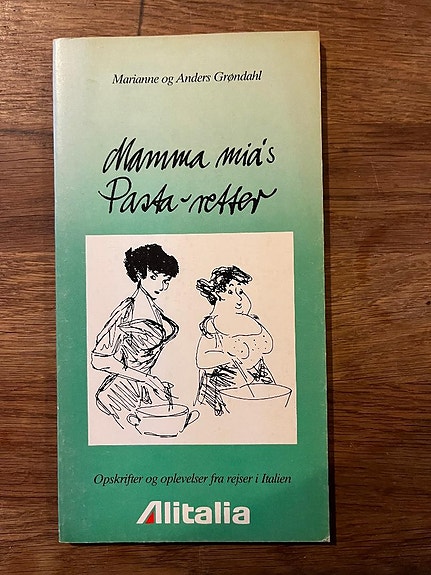 Marianne og Anders Grøndahl
Mamma mia's
Pasta-retter
Opskrifter og oplevelser fra rejser i Italien
Alitalia